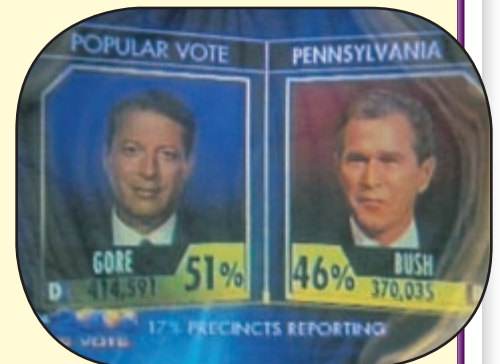 POPULAR VOTE
PENNSYLVANIA
GORE
D 414,591 51%
46% BUSH
370,035
17% PRECINCTS REPORTING
VOTE